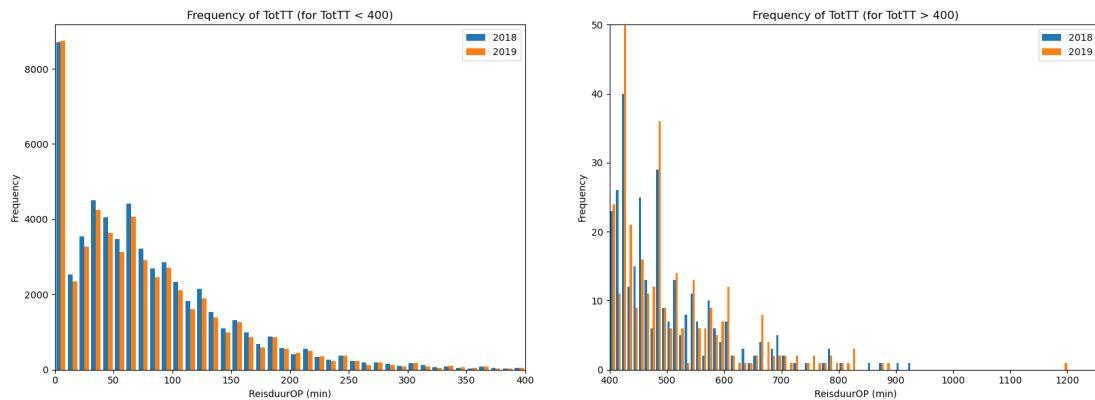 Frequency of TotTT (for TotTT < 400)
2018
2019
Frequency
8000
6000
4000
2000
0
0 50 100 150 200 250 300 350 400
ReisduurOP (min)
Frequency of TotTT (for TotTT > 400)
2018
2019
Frequency
50
40
30
20
10
0
400 500 600 700 800 900 1000 1100 1200
ReisduurOP (min)